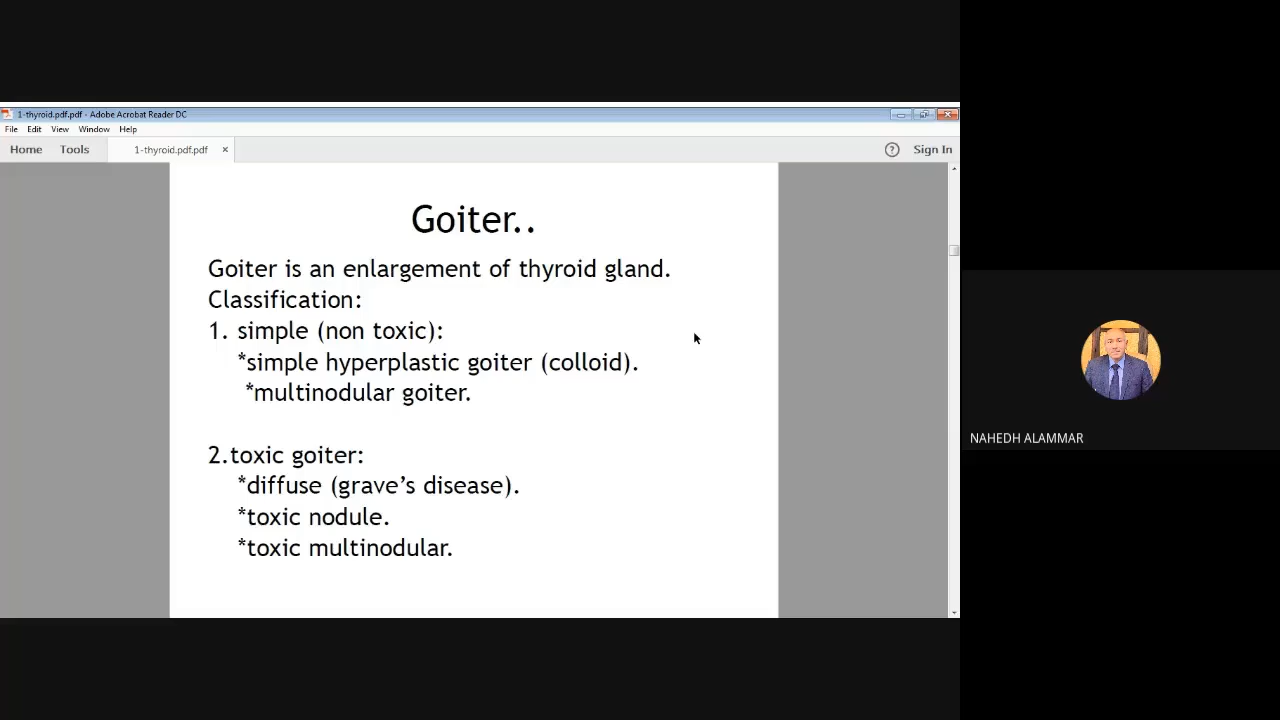 1-thyroid.pdf.pdf - Adobe Acrobat Reader DC
File Edit View Window Help
Home Tools 1-thyroid.pdf.pdf × ? Sign In
Goiter..
Goiter is an enlargement of thyroid gland.
Classification:
1. simple (non toxic):
*simple hyperplastic goiter (colloid).
*multinodular goiter.
2.toxic goiter:
*diffuse (grave’s disease).
*toxic nodule.
*toxic multinodular.
NAHEDH ALAMMAR